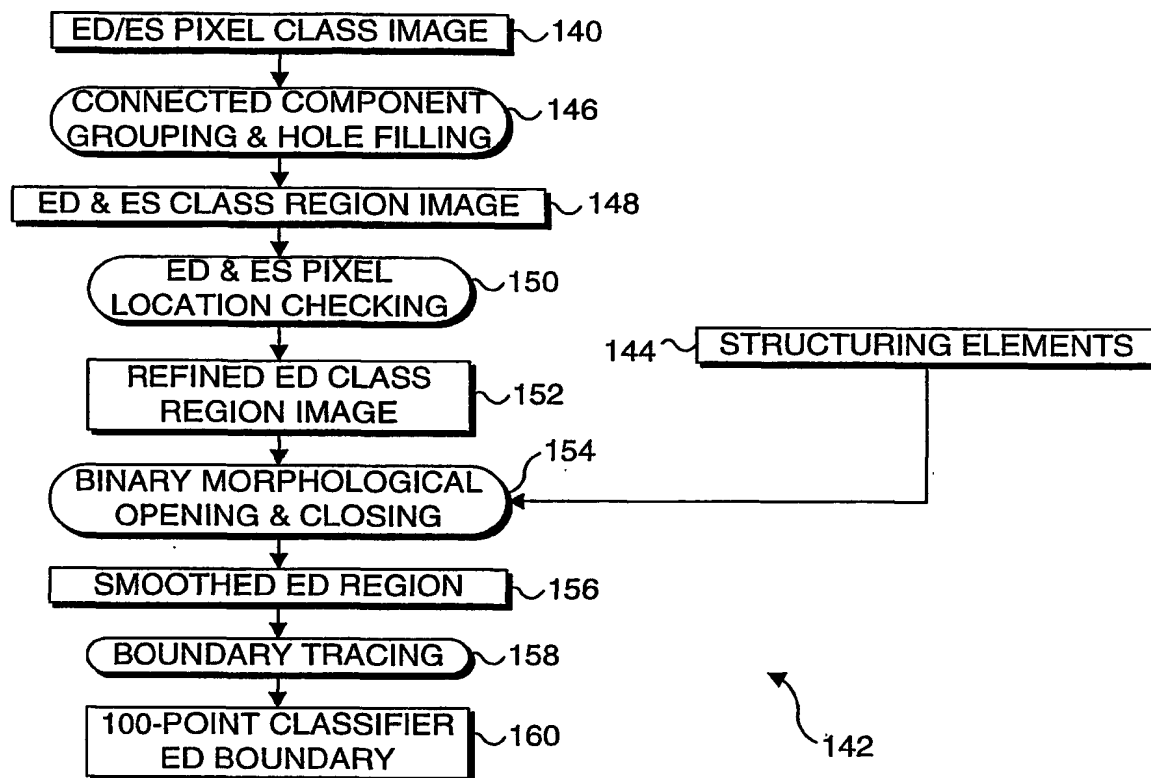 ED/ES PIXEL CLASS IMAGE 140
CONNECTED COMPONENT
GROUPING & HOLE FILLING 146
ED & ES CLASS REGION IMAGE 148
ED & ES PIXEL
LOCATION CHECKING 150
144 STRUCTURING ELEMENTS
REFINED ED CLASS
REGION IMAGE 152
BINARY MORPHOLOGICAL
OPENING & CLOSING 154
SMOOTHED ED REGION 156
BOUNDARY TRACING 158
100-POINT CLASSIFIER
ED BOUNDARY 160
142